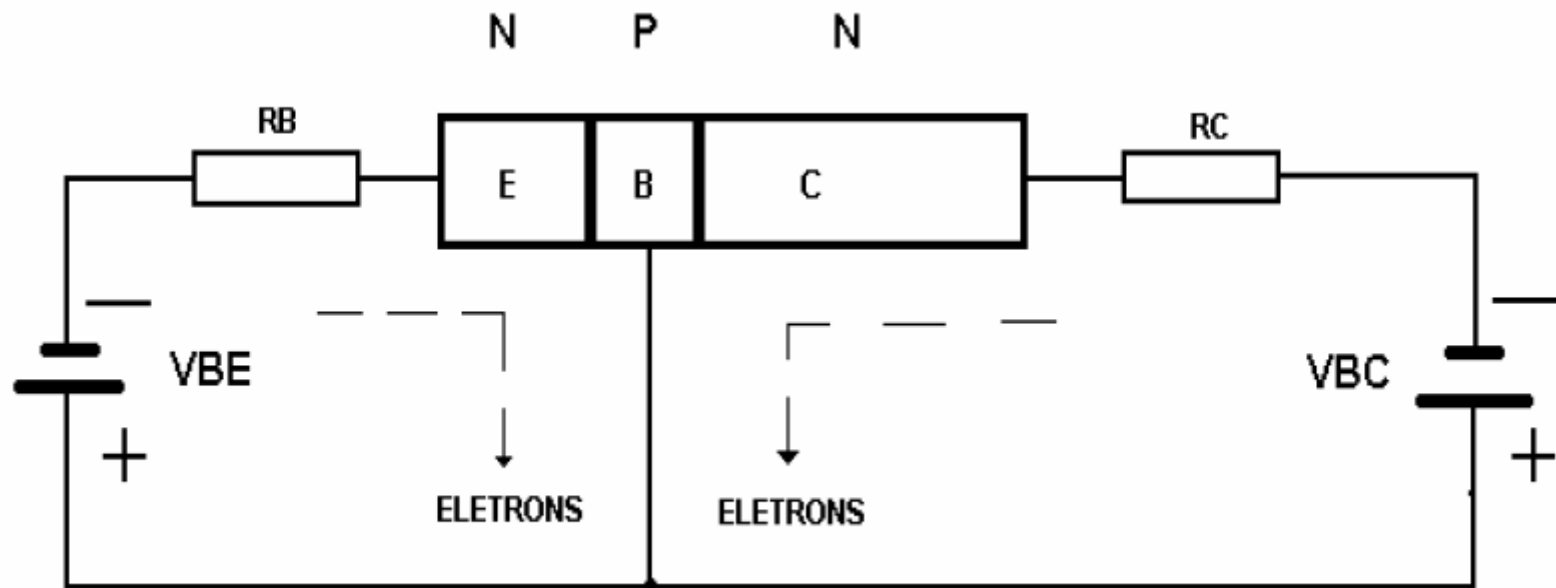 N P N
RB
RC
E B C
—
—
VBE
VBC
+
+
ELETRONS
ELETRONS